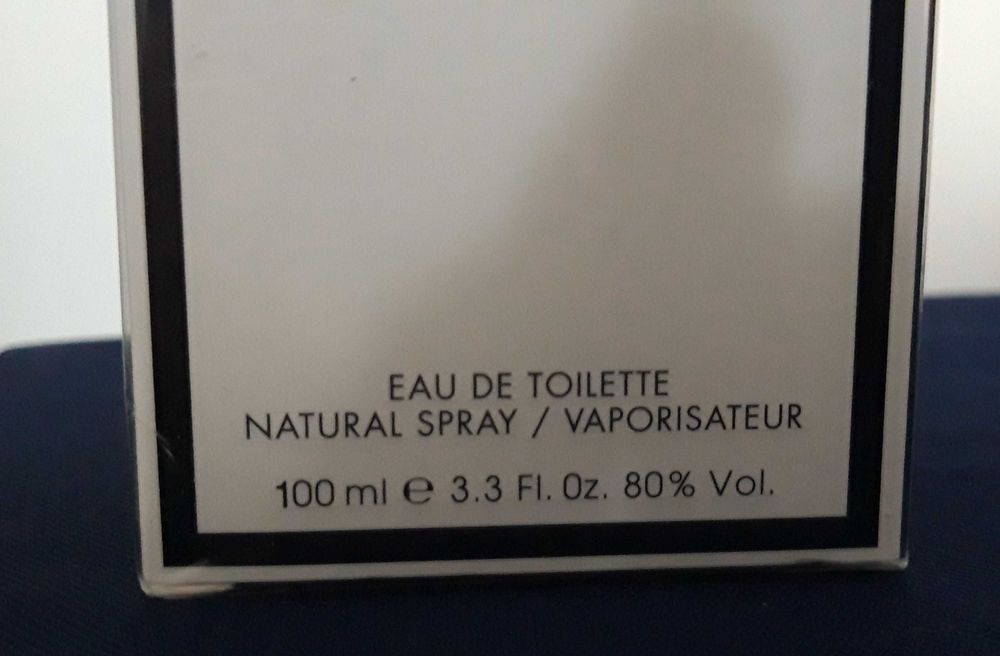 EAU DE TOILETTE
NATURAL SPRAY / VAPORISATEUR
100 ml ℮ 3.3 Fl. Oz. 80% Vol.